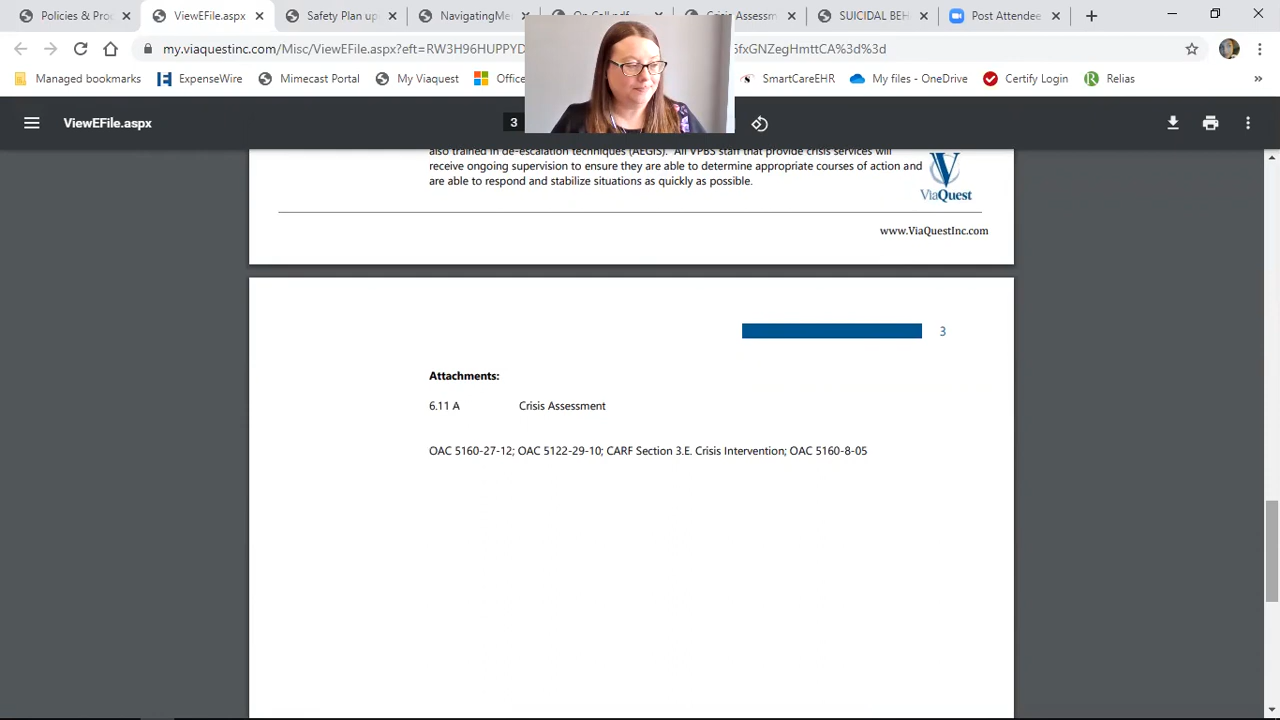 Policies & Pro
ViewEFile.aspx
Safety Plan up
NavigatingMe
On Call
Crisis Assessm
SUICIDAL BEH
Post Attendee
my.viaquestinc.com/Misc/ViewEFile.aspx?eft=RW3H96HUPPYD
fxGNZegHmttCA%3d%3d
Managed bookmarks
ExpenseWire
Mimecast Portal
My Viaquest
Office
SmartCareEHR
My files - OneDrive
Certify Login
Relias
»
ViewEFile.aspx
3
also trained in de-escalation techniques (AEGIS). All VPBS staff that provide crisis services will
receive ongoing supervision to ensure they are able to determine appropriate courses of action and
are able to respond and stabilize situations as quickly as possible.
ViaQuest
www.ViaQuestInc.com
3
Attachments:
6.11 A Crisis Assessment
OAC 5160-27-12; OAC 5122-29-10; CARF Section 3.E. Crisis Intervention; OAC 5160-8-05